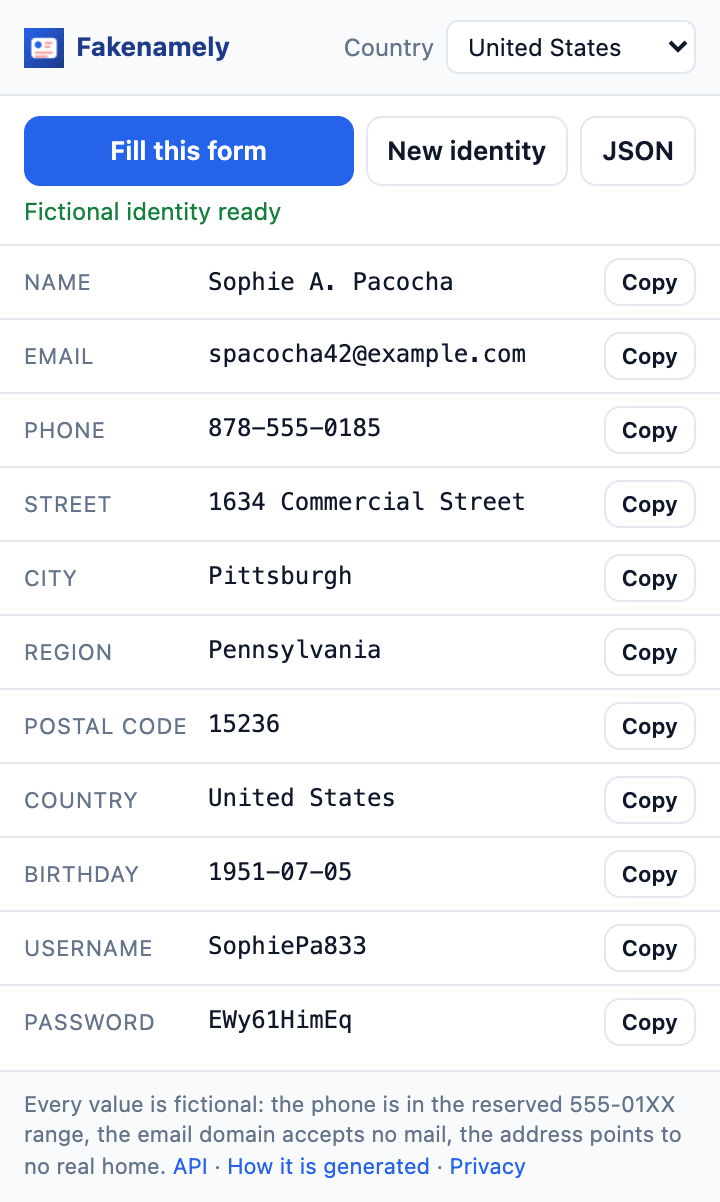 Fakenamely Country United States
Fill this form New identity JSON
Fictional identity ready
NAME Sophie A. Pacocha Copy
EMAIL spacocha42@example.com Copy
PHONE 878-555-0185 Copy
STREET 1634 Commercial Street Copy
CITY Pittsburgh Copy
REGION Pennsylvania Copy
POSTAL CODE 15236 Copy
COUNTRY United States Copy
BIRTHDAY 1951-07-05 Copy
USERNAME SophiePa833 Copy
PASSWORD EWy61HimEq Copy
Every value is fictional: the phone is in the reserved 555-01XX
range, the email domain accepts no mail, the address points to
no real home. API · How it is generated · Privacy